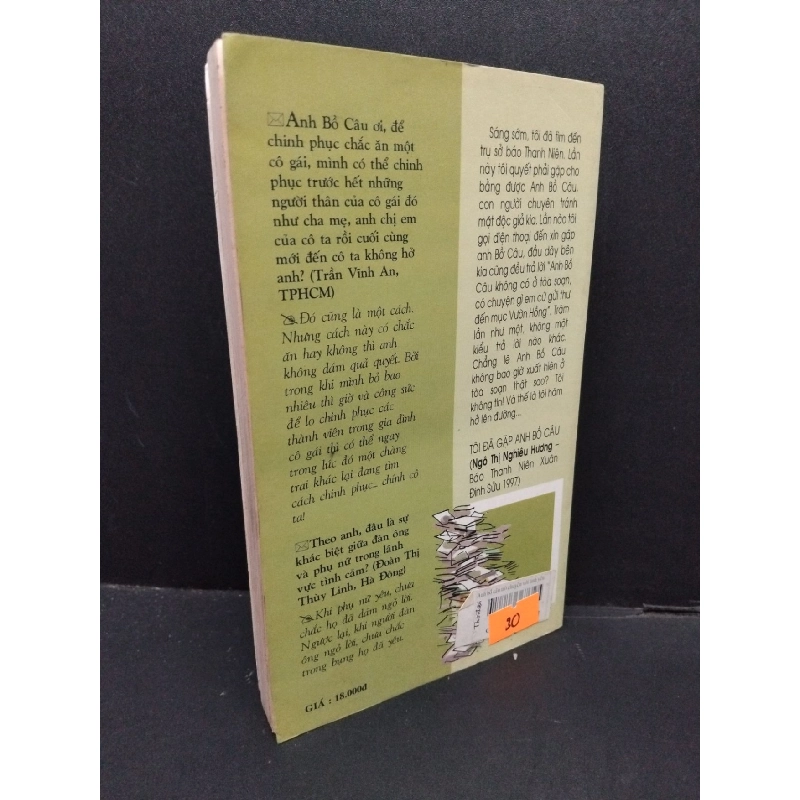 Anh Bồ Câu ơi, để
chinh phục chắc ăn một
cô gái, mình có thể chinh
phục trước hết những
người thân của cô gái đó
như cha mẹ, anh chị em
của cô ta rồi cuối cùng
mới đến cô ta không hở
anh? (Trần Vĩnh An,
TPHCM)
Đó cũng là một cách.
Nhưng cách này có chắc
ăn hay không thì anh
không dám quả quyết. Bởi
trong khi mình bỏ bao
nhiêu thì giờ và công sức
để lo chinh phục các
thành viên trong gia đình
cô gái thì có thể ngay
trong lúc đó một chàng
trai khác lại đang tìm
cách chinh phục... chính cô
ta!
Theo anh, đâu là sự
khác biệt giữa đàn ông
và phụ nữ trong lãnh
vực tình cảm? (Đoàn Thị
Thùy Linh, Hà Đông)
Khi phụ nữ yêu, chưa
chắc họ đã dám ngỏ lời.
Ngược lại, khi người đàn
ông ngỏ lời, chưa chắc
trong bụng họ đã yêu.
GIÁ : 18.000đ
Sáng sớm, tôi đã tìm đến
trụ sở báo Thanh Niên. Lần
này tôi quyết phải gặp cho
bằng được Anh Bồ Câu,
con người chuyên tránh
mặt độc giả kia. Lần nào tôi
gọi điện thoại đến xin gặp
anh Bồ Câu, đầu dây bên
kia cũng đều trả lời "Anh Bồ
Câu không có ở tòa soạn,
có chuyện gì em cứ gửi thư
đến mục Vườn Hồng". Trăm
lần như một, không một
kiểu trả lời nào khác.
Chẳng lẽ Anh Bồ Câu
không bao giờ xuất hiện ở
tòa soạn thật sao? Tôi
không tin! Và thế là tôi hăm
hở lên đường...
TÔI ĐÃ GẶP ANH BỒ CÂU
(Ngô Thị Nghiêu Hương –
Báo Thanh Niên Xuân
Đinh Sửu 1997)
30